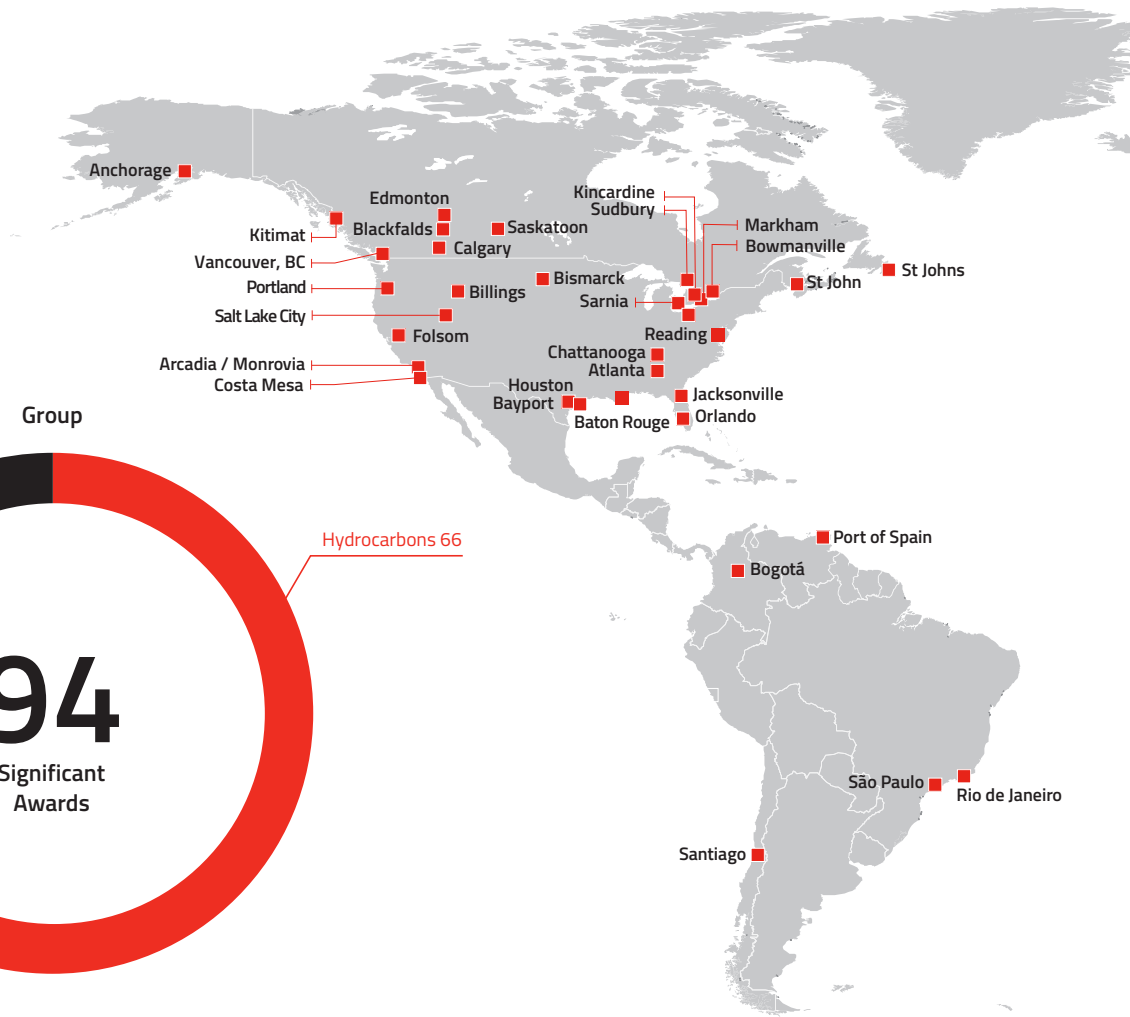 Anchorage
Kitimat
Vancouver, BC
Portland
Salt Lake City
Arcadia / Monrovia
Costa Mesa
Edmonton
Blackfalds
Calgary
Saskatoon
Billings
Folsom
Bismarck
Kincardine
Sudbury
Markham
Bowmanville
Sarnia
St John
St Johns
Reading
Chattanooga
Atlanta
Houston
Bayport
Baton Rouge
Jacksonville
Orlando
Group
Hydrocarbons 66
94
Significant
Awards
Port of Spain
Bogotá
São Paulo
Rio de Janeiro
Santiago